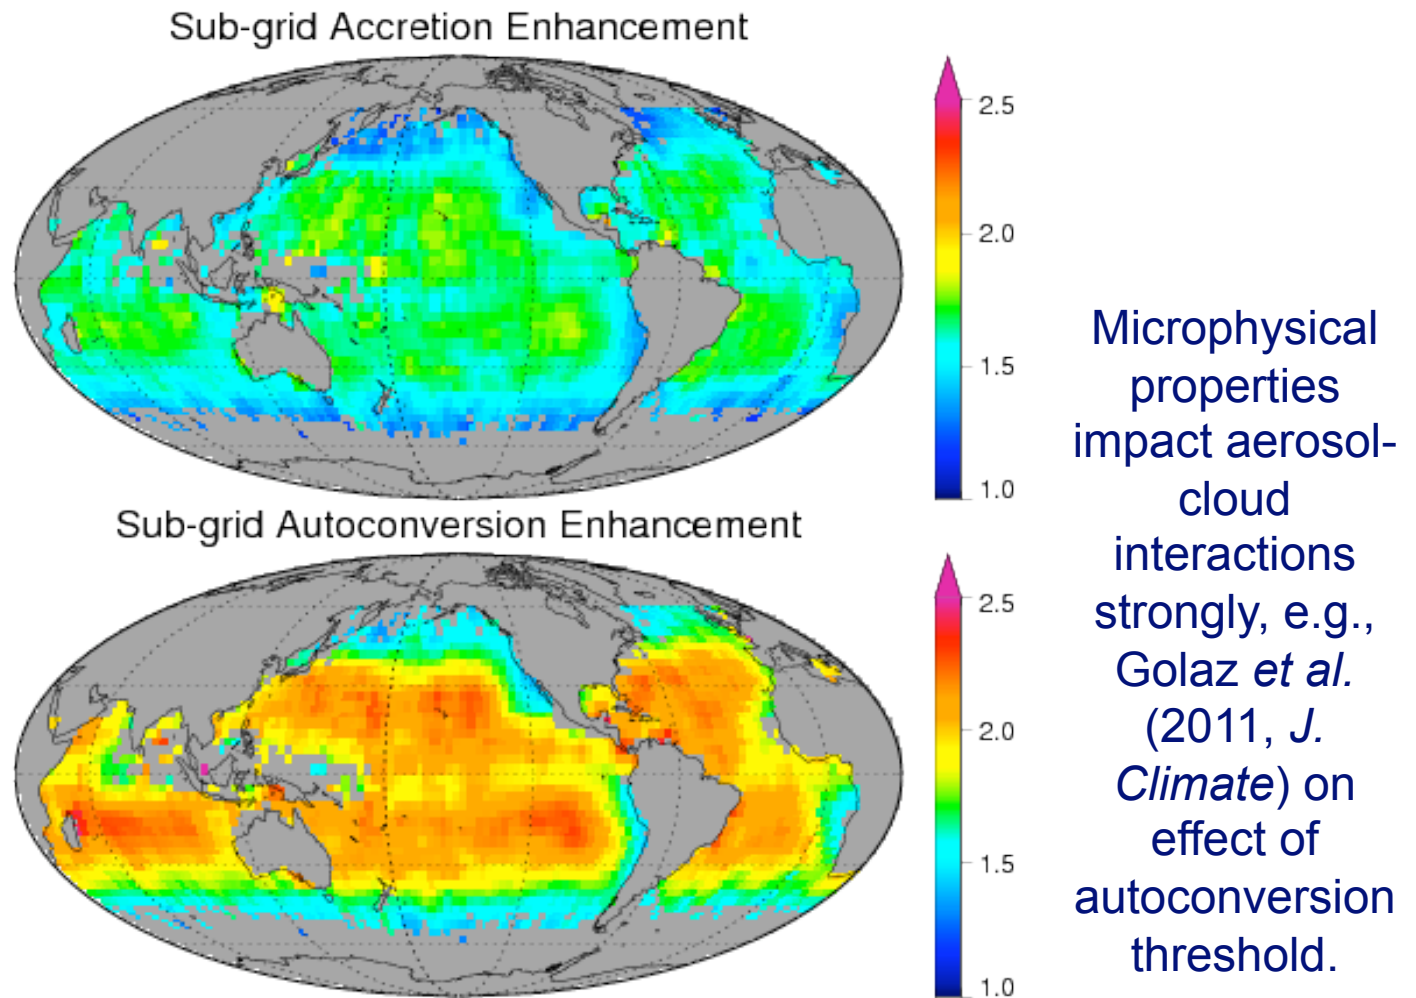 Sub-grid Accretion Enhancement
2.5
2.0
1.5
1.0
Sub-grid Autoconversion Enhancement
2.5
2.0
1.5
1.0
Microphysical
properties
impact aerosol-
cloud
interactions
strongly, e.g.,
Golaz et al.
(2011, J.
Climate) on
effect of
autoconversion
threshold.